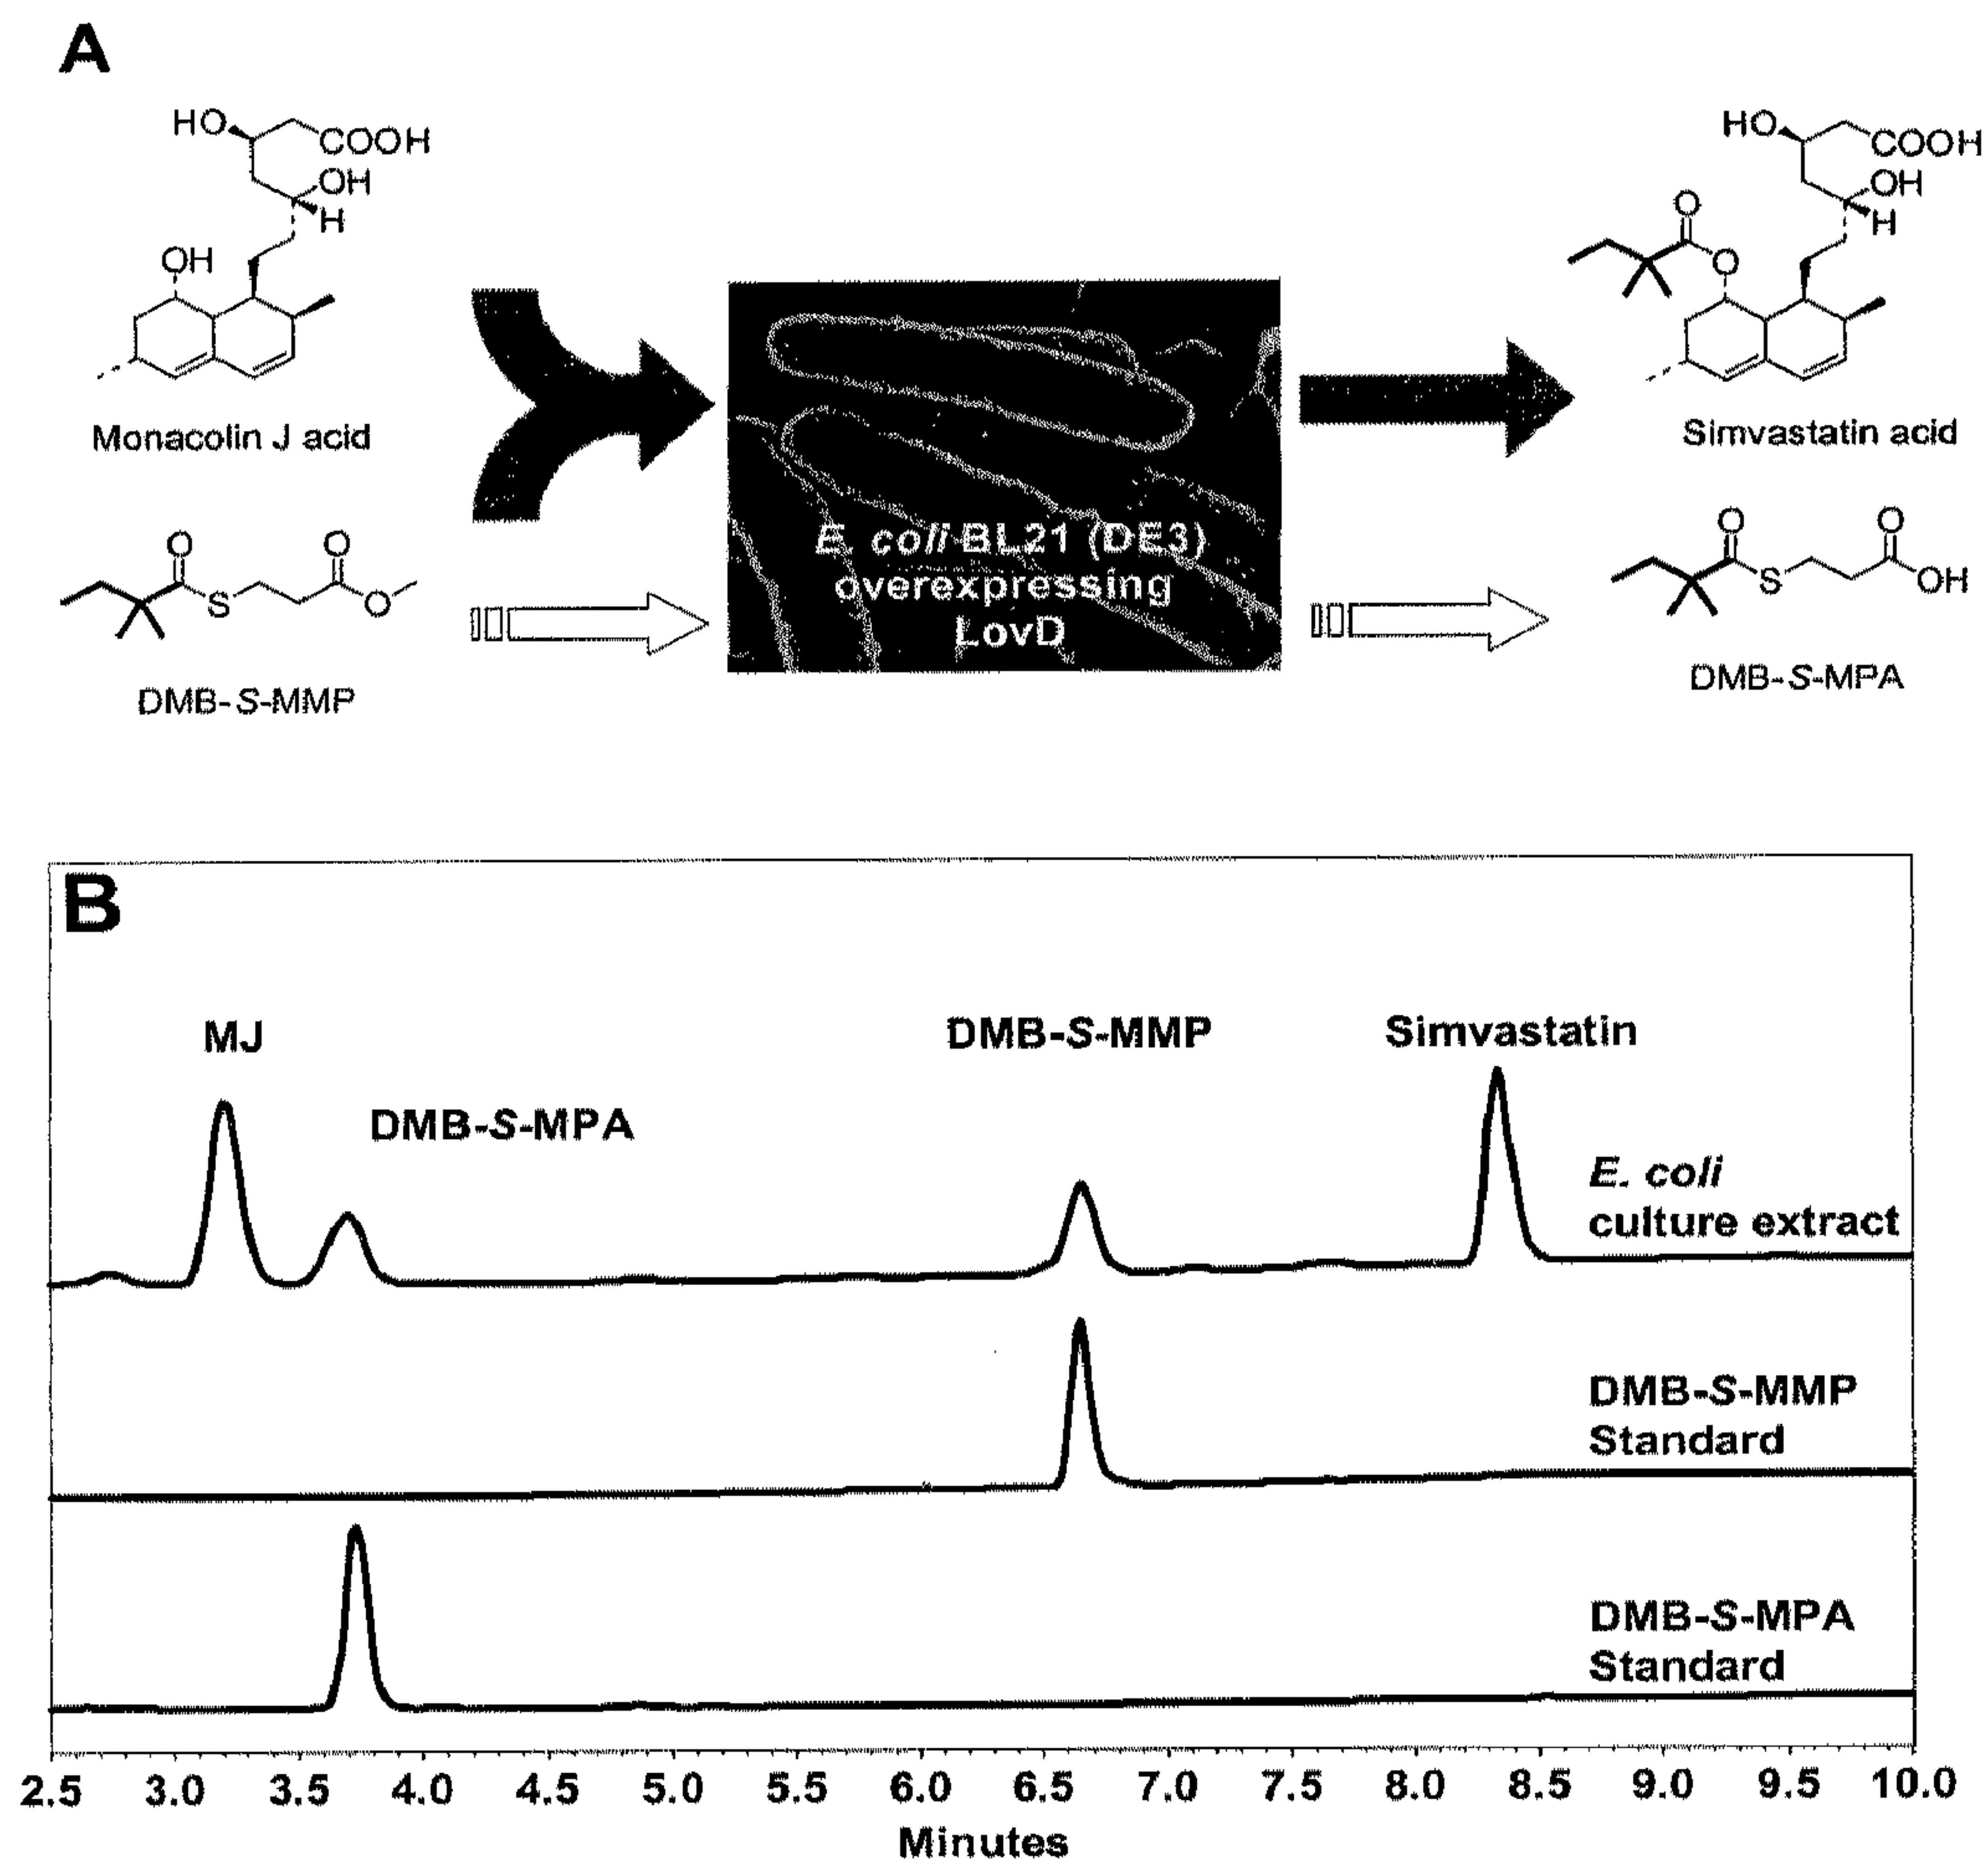 A
HO
COOH
OH
H
OH
Monacolin J acid
O
O
S
O
DMB-S-MMP
E. coli BL21 (DE3)
overexpressing
LovD
HO
COOH
OH
H
O
O
Simvastatin acid
O
O
S
OH
DMB-S-MPA
B
MJ
DMB-S-MPA
DMB-S-MMP
Simvastatin
E. coli
culture extract
DMB-S-MMP
Standard
DMB-S-MPA
Standard
2.5 3.0 3.5 4.0 4.5 5.0 5.5 6.0 6.5 7.0 7.5 8.0 8.5 9.0 9.5 10.0
Minutes